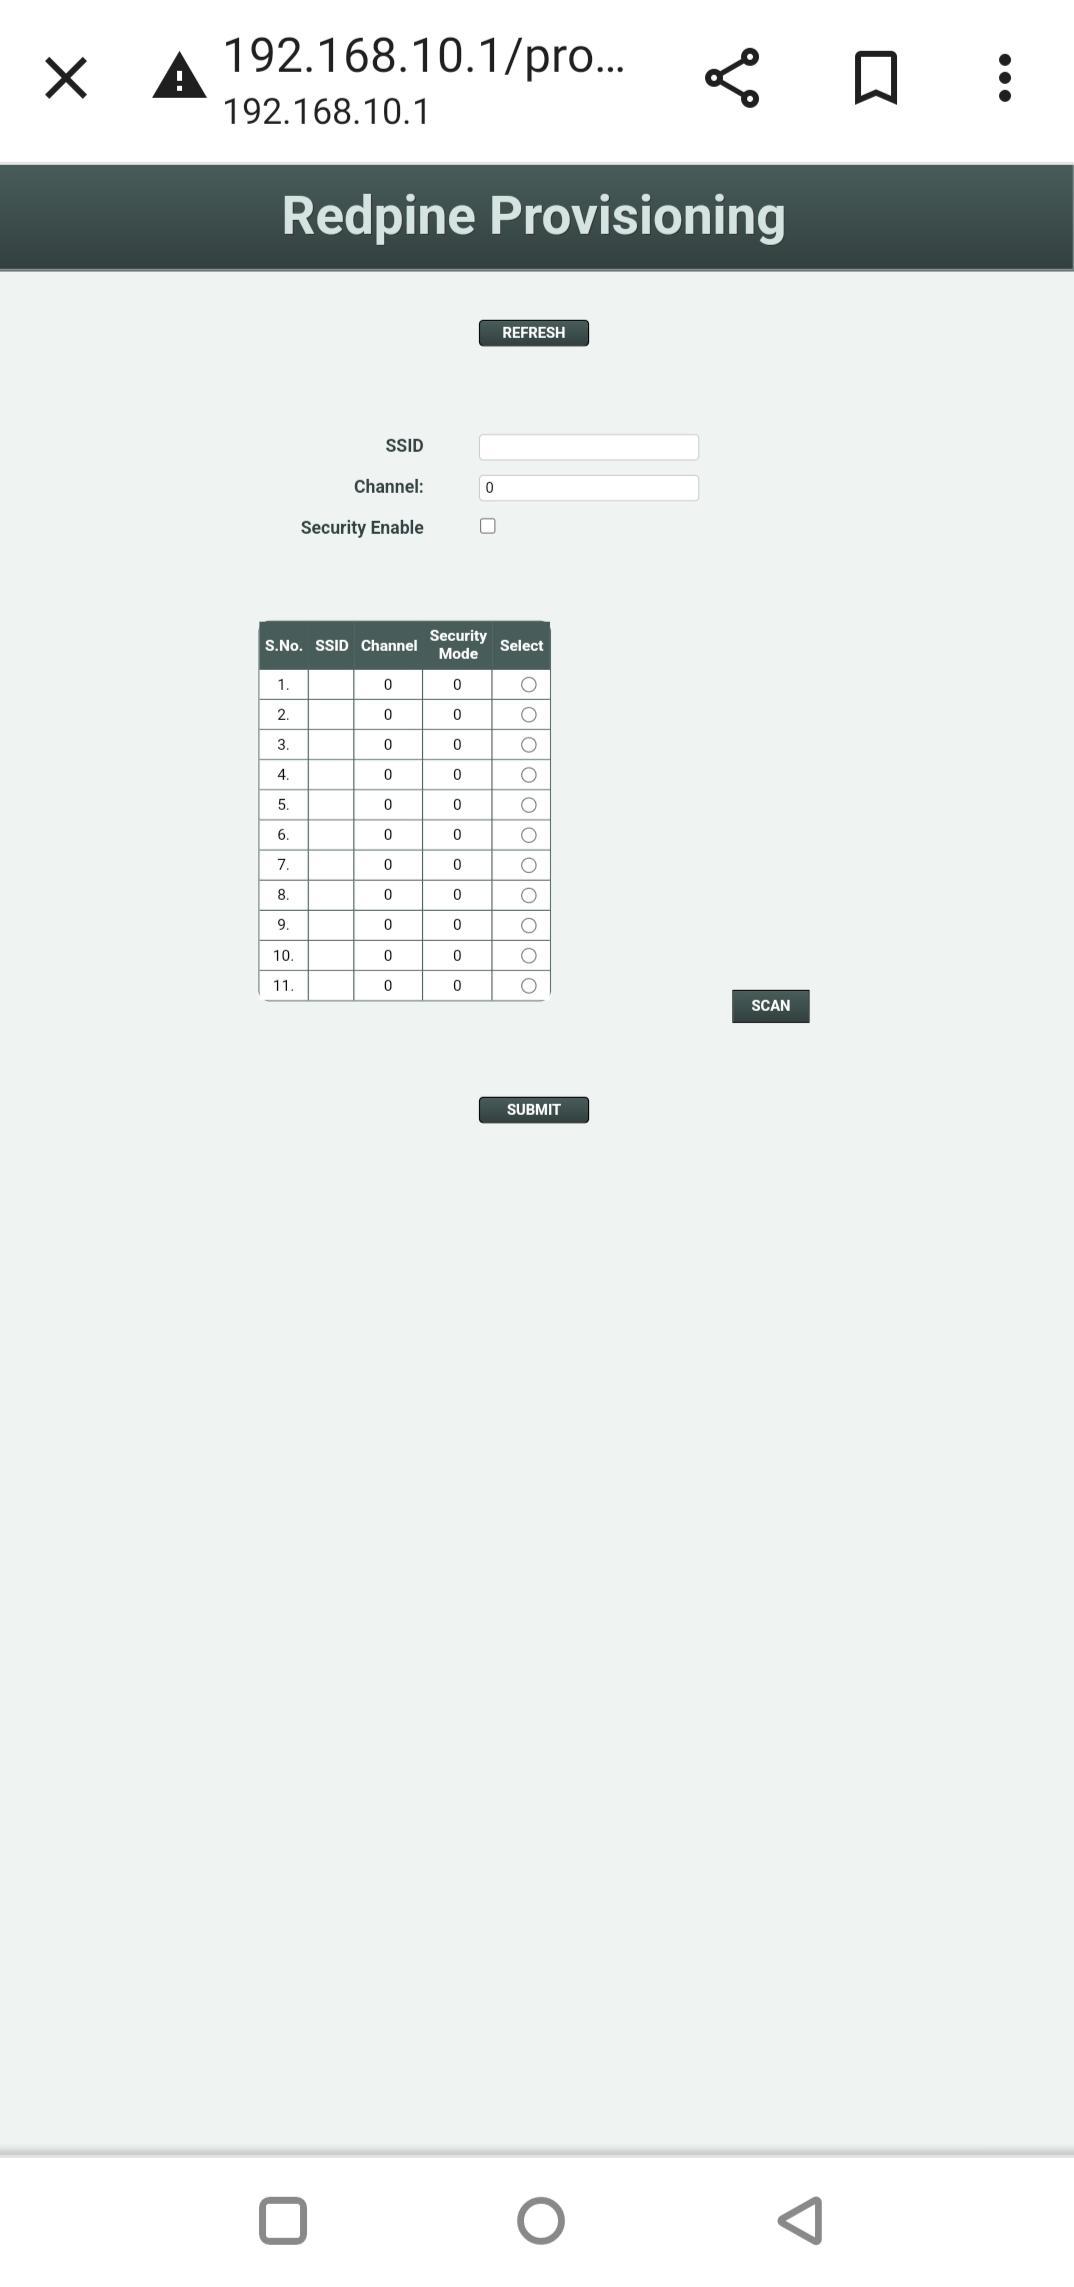 192.168.10.1/pro...
192.168.10.1
Redpine Provisioning
REFRESH
SSID
Channel: 0
Security Enable
S.No. SSID Channel Security Mode Select
1. 0 0
2. 0 0
3. 0 0
4. 0 0
5. 0 0
6. 0 0
7. 0 0
8. 0 0
9. 0 0
10. 0 0
11. 0 0
SCAN
SUBMIT